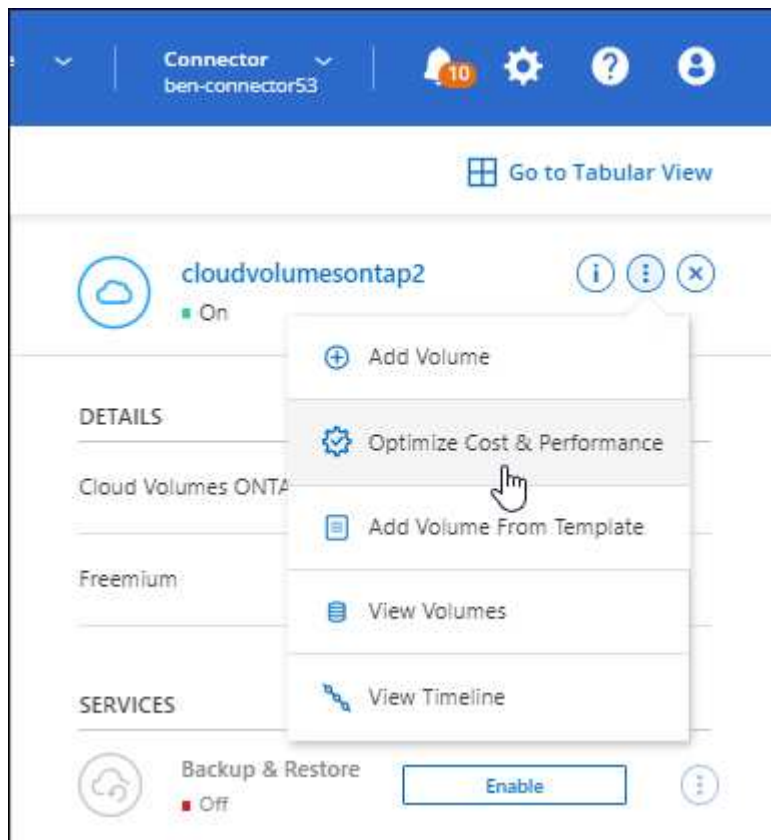 Connector
ben-connector53
10
Go to Tabular View
cloudvolumesontap2
On
Add Volume
DETAILS
Optimize Cost & Performance
Cloud Volumes ONTA
Add Volume From Template
Freemium
View Volumes
View Timeline
SERVICES
Backup & Restore
Off
Enable